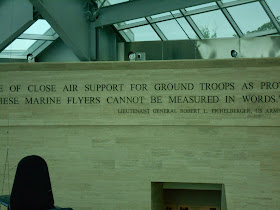 E OF CLOSE AIR SUPPORT FOR GROUND TROOPS AS PRO
HESE MARINE FLYERS CANNOT BE MEASURED IN WORDS."
LIEUTENANT GENERAL ROBERT L. EICHELBERGER, US ARM